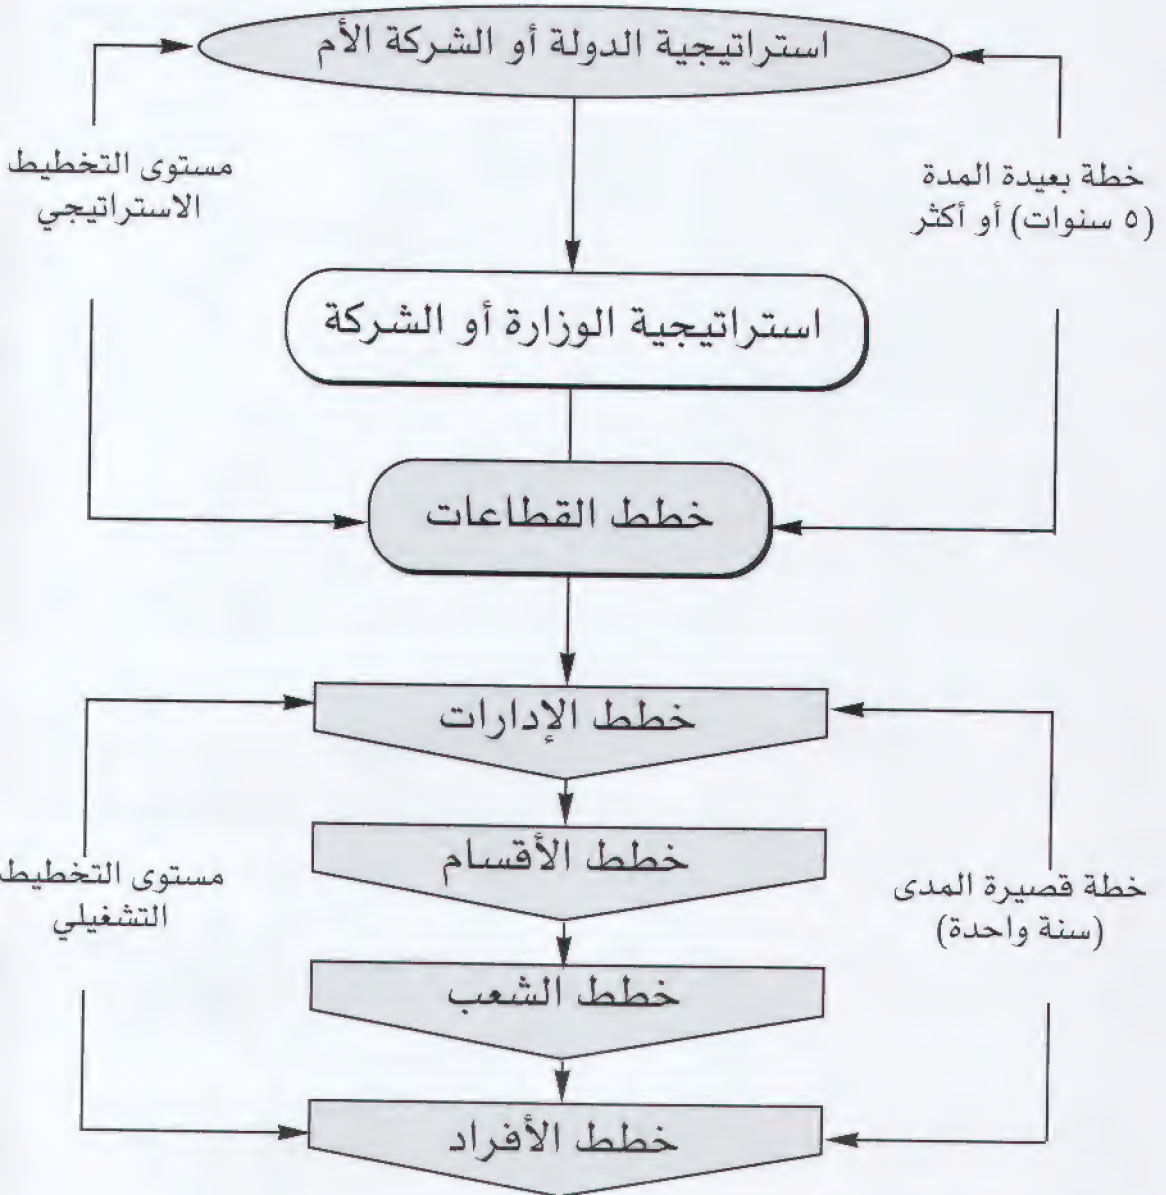 استراتيجية الدولة أو الشركة الأم
خطة بعيدة المدة
(٥ سنوات) أو أكثر
مستوى التخطيط
الاستراتيجي
استراتيجية الوزارة أو الشركة
خطط القطاعات
خطط الإدارات
خطط الأقسام
خطة قصيرة المدى
(سنة واحدة)
مستوى التخطيط
التشغيلي
خطط الشعب
خطط الأفراد